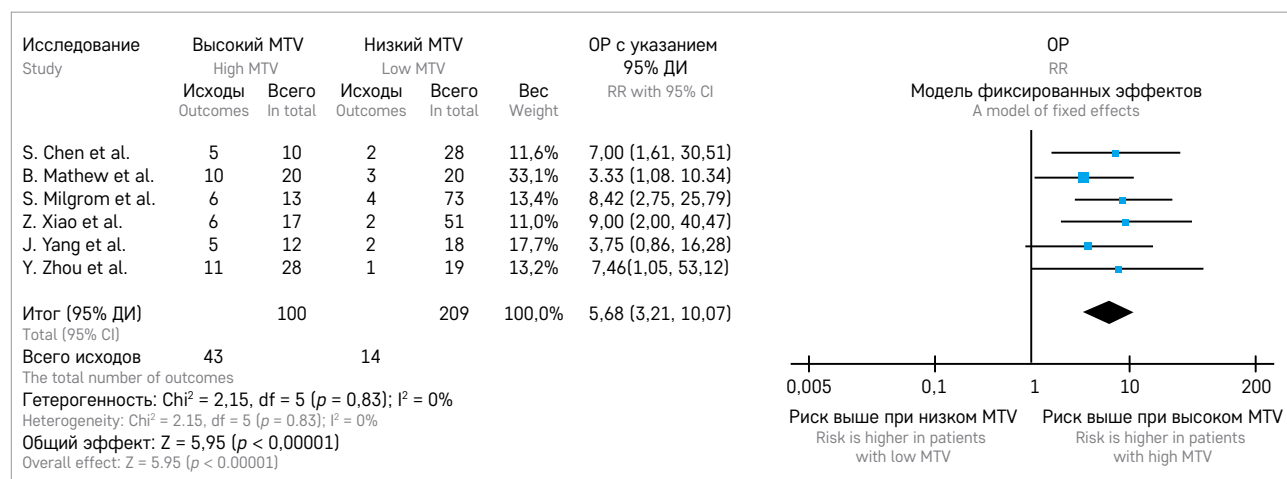 Исследование Высокий MTV Низкий MTV ОР с указанием ОР
Study High MTV Low MTV 95% ДИ RR
Исходы Всего Исходы Всего Вес RR with 95% CI Модель фиксированных эффектов
Outcomes In total Outcomes In total Weight A model of fixed effects
S. Chen et al. 5 10 2 28 11,6% 7,00 (1,61, 30,51)
B. Mathew et al. 10 20 3 20 33,1% 3.33 (1,08. 10.34)
S. Milgrom et al. 6 13 4 73 13,4% 8,42 (2,75, 25,79)
Z. Xiao et al. 6 17 2 51 11,0% 9,00 (2,00, 40,47)
J. Yang et al. 5 12 2 18 17,7% 3,75 (0,86, 16,28)
Y. Zhou et al. 11 28 1 19 13,2% 7,46(1,05, 53,12)
Итог (95% ДИ) 100 209 100,0% 5,68 (3,21, 10,07)
Total (95% CI)
Всего исходов 43 14
The total number of outcomes
Гетерогенность: Chi² = 2,15, df = 5 (p = 0,83); I² = 0%
Heterogeneity: Chi² = 2.15, df = 5 (p = 0.83); I² = 0%
Общий эффект: Z = 5,95 (p < 0,00001)
Overall effect: Z = 5.95 (p < 0.00001)
0,005 0,1 1 10 200
Риск выше при низком MTV Риск выше при высоком MTV
Risk is higher in patients Risk is higher in patients
with low MTV with high MTV